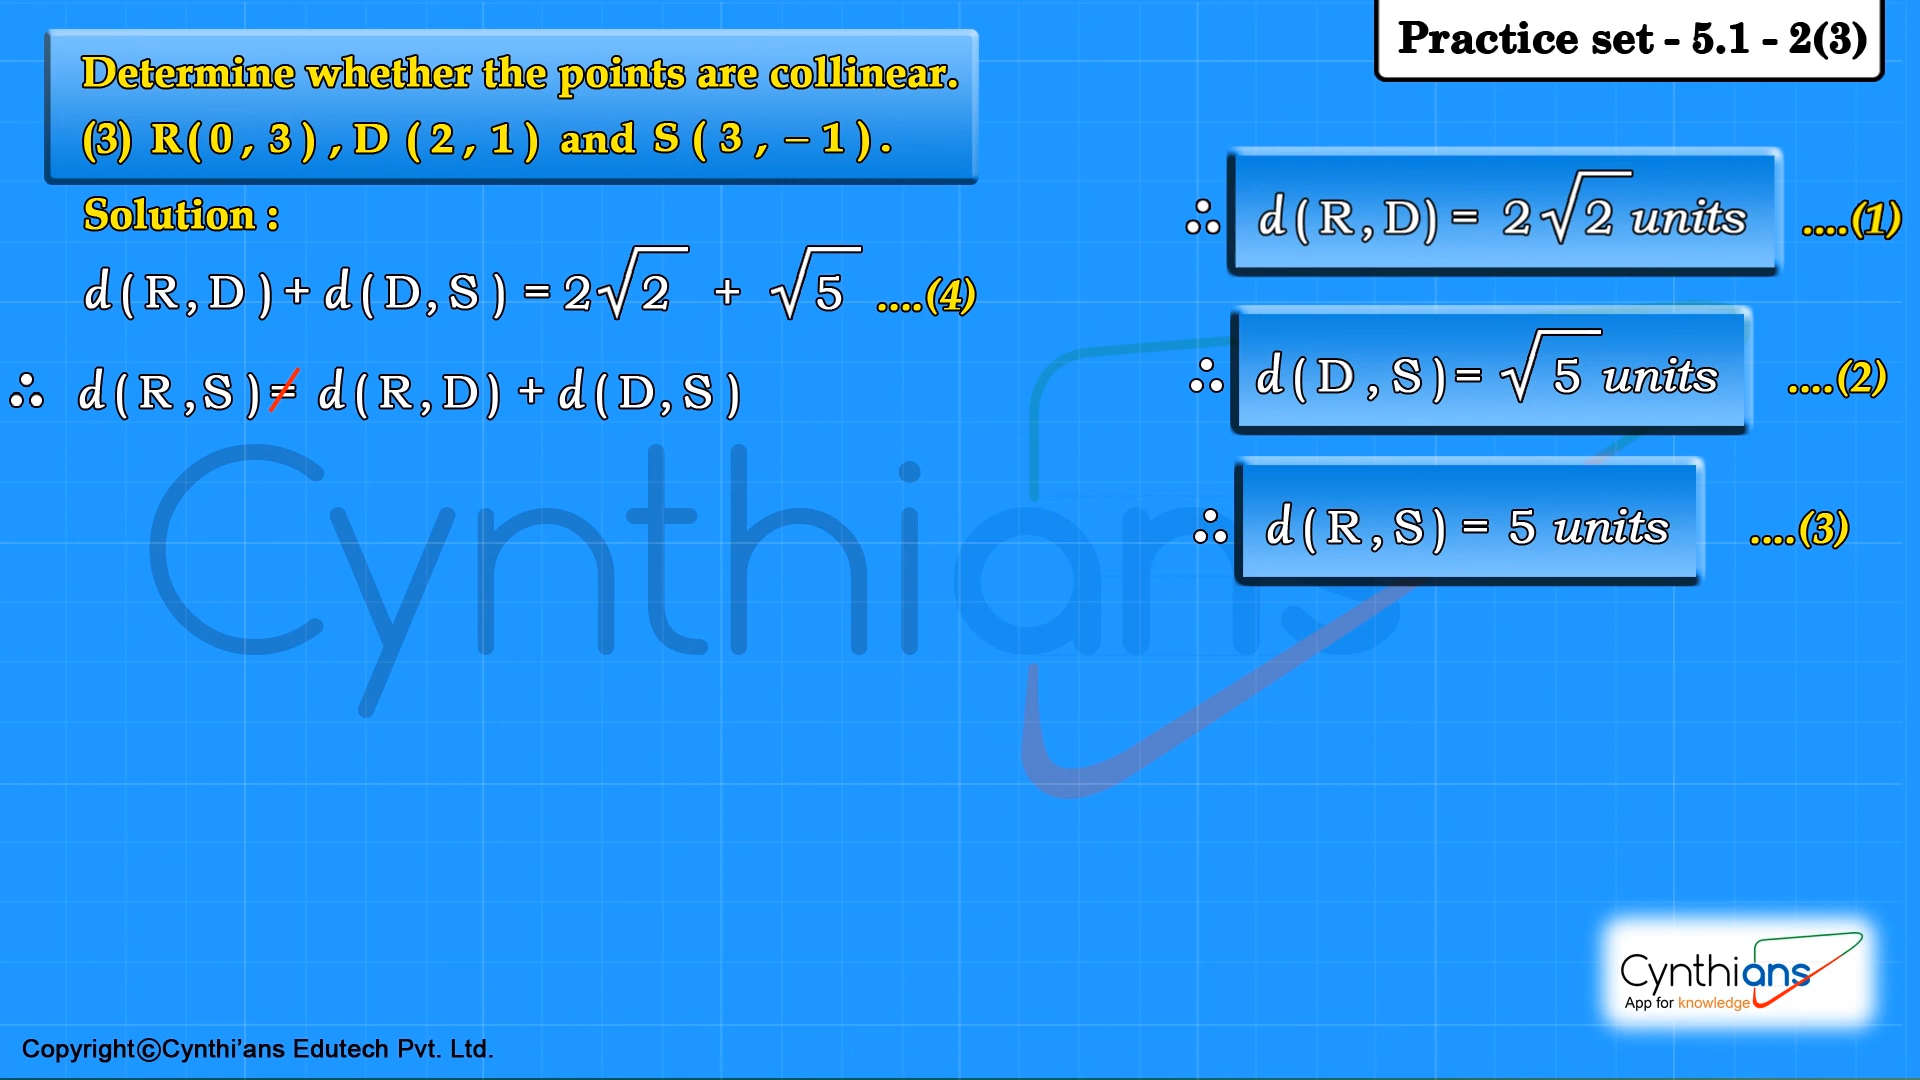 Practice set - 5.1 - 2(3)
Determine whether the points are collinear.
(3) R(0, 3), D (2, 1) and S (3, – 1).
Solution :
d(R, D) + d(D, S) = 2√2 + √5 ....(4)
∴ d(R, S) ≠ d(R, D) + d(D, S)
∴ d(R, D) = 2√2 units ....(1)
∴ d(D, S) = √5 units ....(2)
∴ d(R, S) = 5 units ....(3)
Cynthians
Cynthians
App for knowledge
Copyright©Cynthi'ans Edutech Pvt. Ltd.